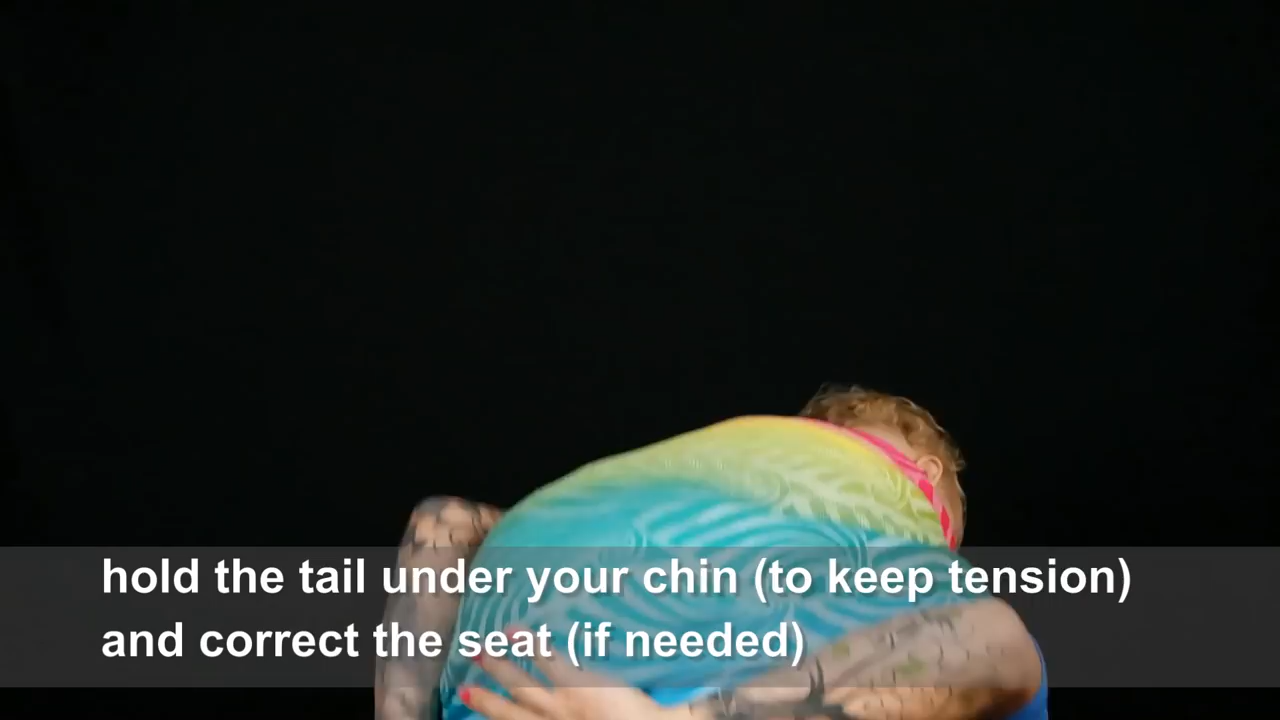 hold the tail under your chin (to keep tension)
and correct the seat (if needed)